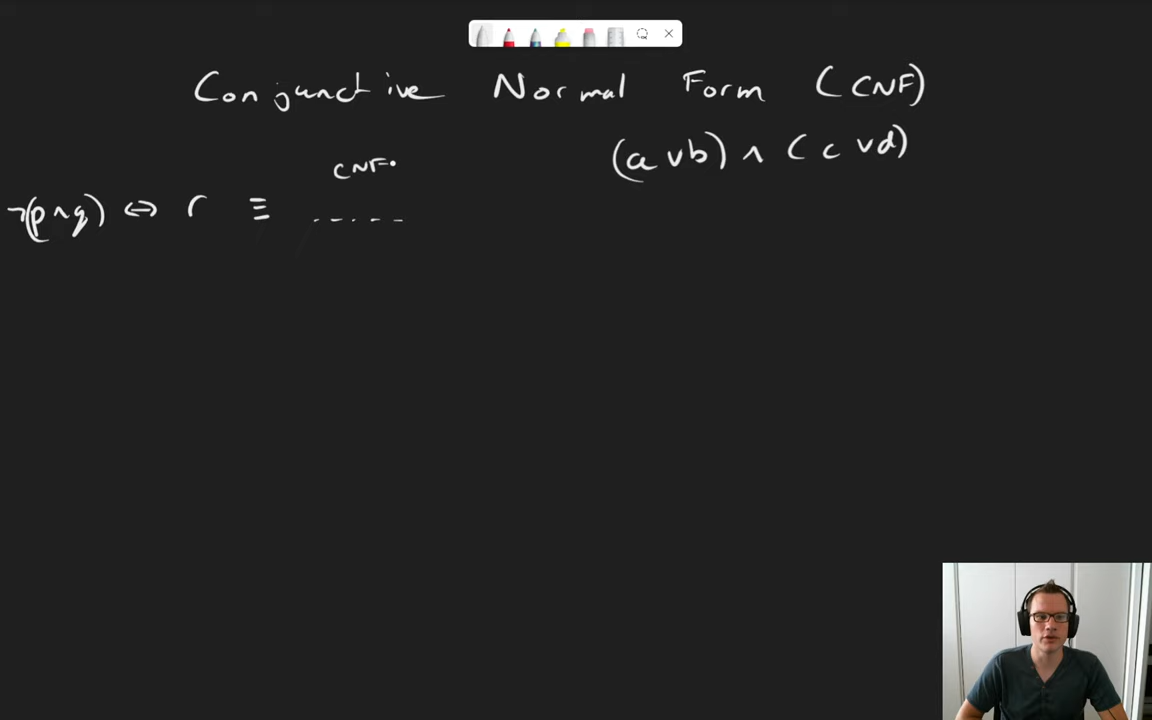 Conjunctive Normal Form (CNF)
(a ∨ b) ∧ ( c ∨ d)
CNF
¬(p ∧ q) ⇔ r ≡ -----